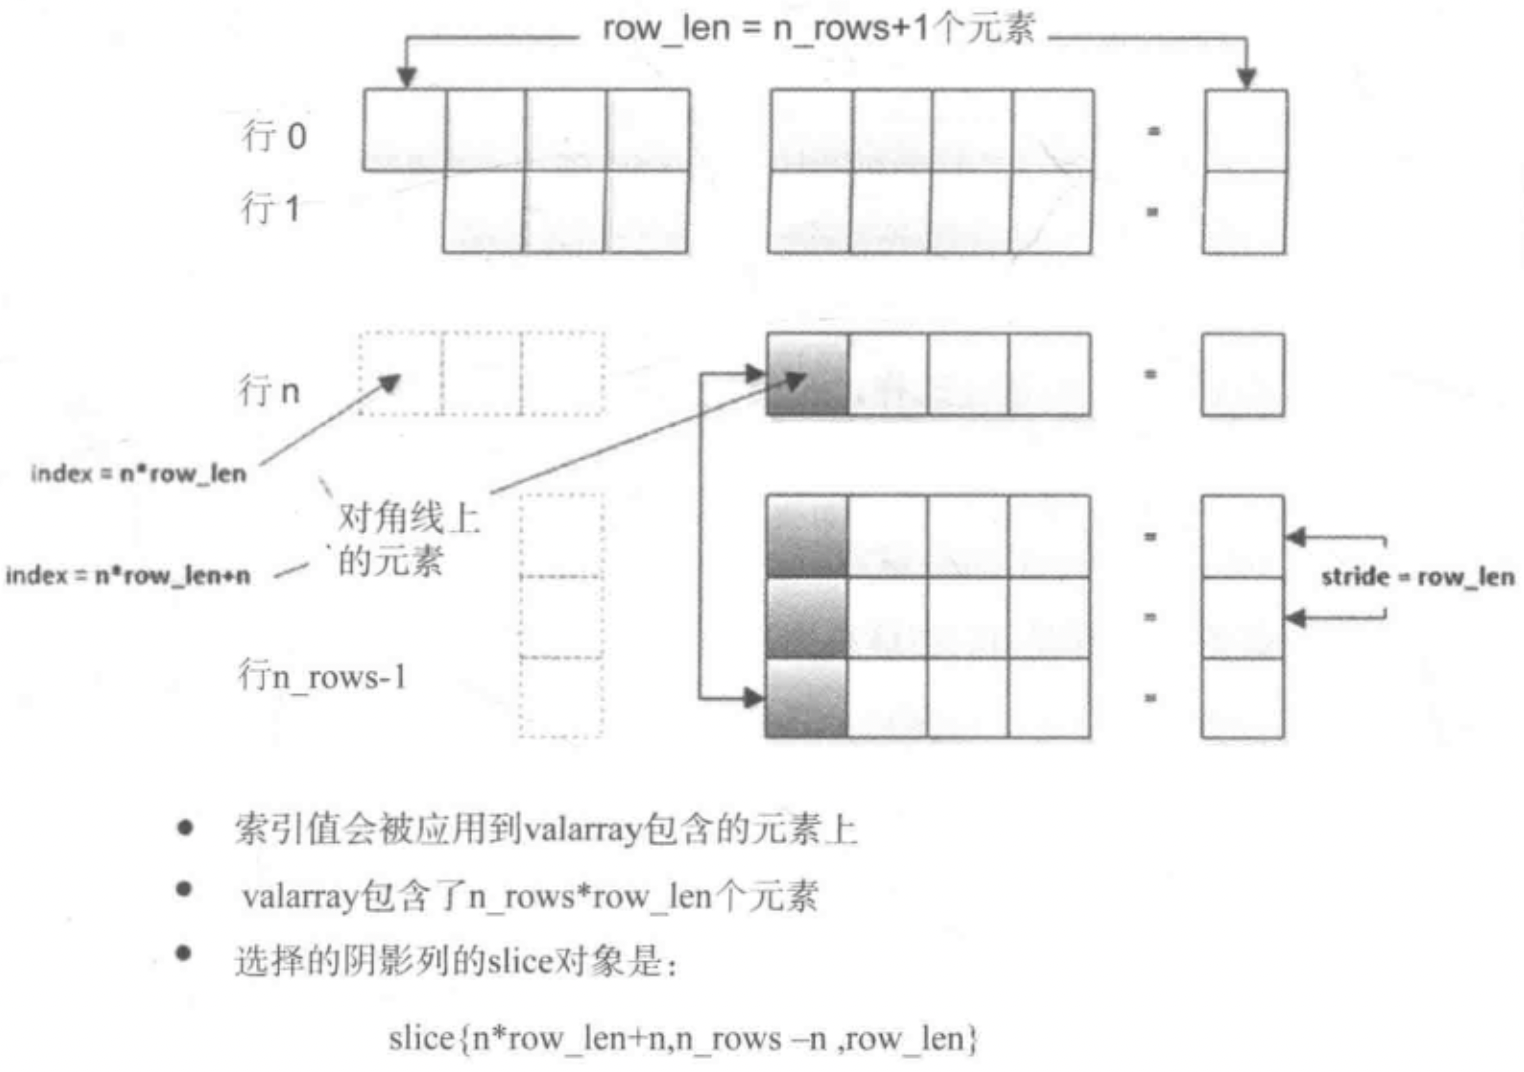 row_len = n_rows+1个元素
行 0
=
行 1
=
行 n
=
index = n*row_len
对角线上
的元素
=
index = n*row_len+n
stride = row_len
=
行n_rows-1
=
● 索引值会被应用到valarray包含的元素上
● valarray包含了n_rows*row_len个元素
● 选择的阴影列的slice对象是：
slice{n*row_len+n,n_rows –n ,row_len}